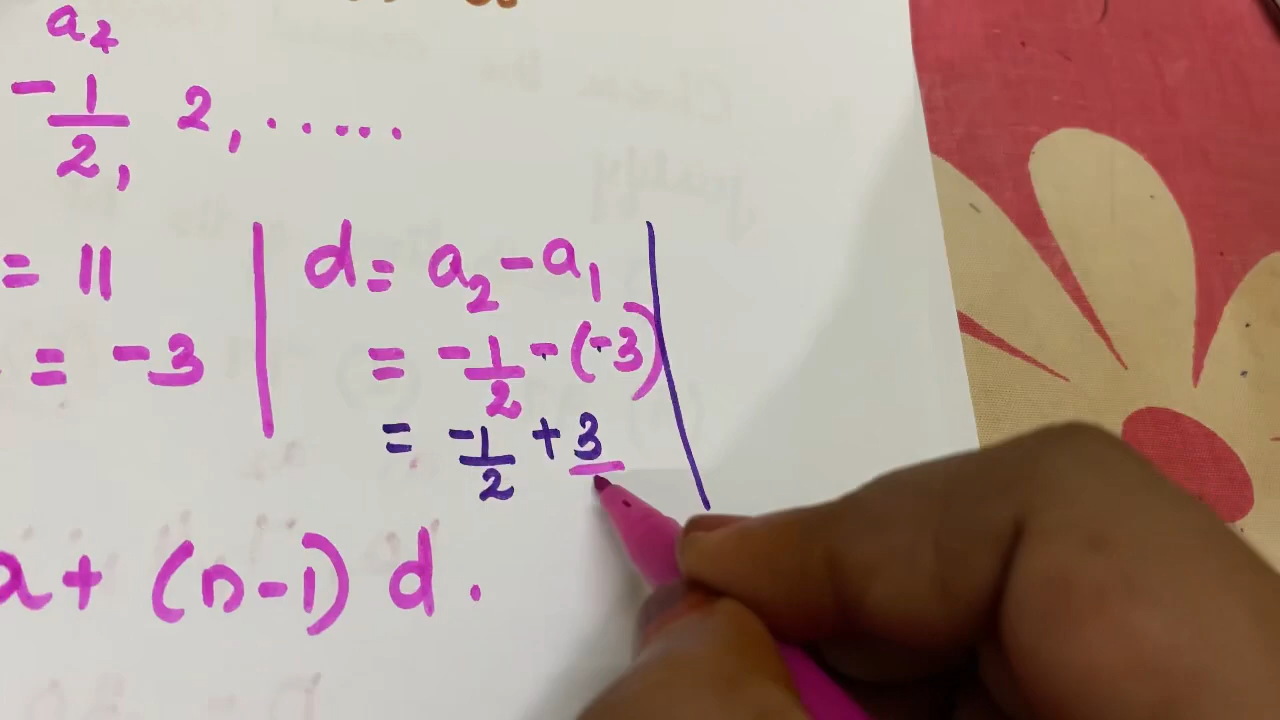 a₂
-1/2, 2, .....
= 11
= -3
d = a₂ - a₁
= -1/2 - (-3)
= -1/2 + 3
a + (n-1) d .